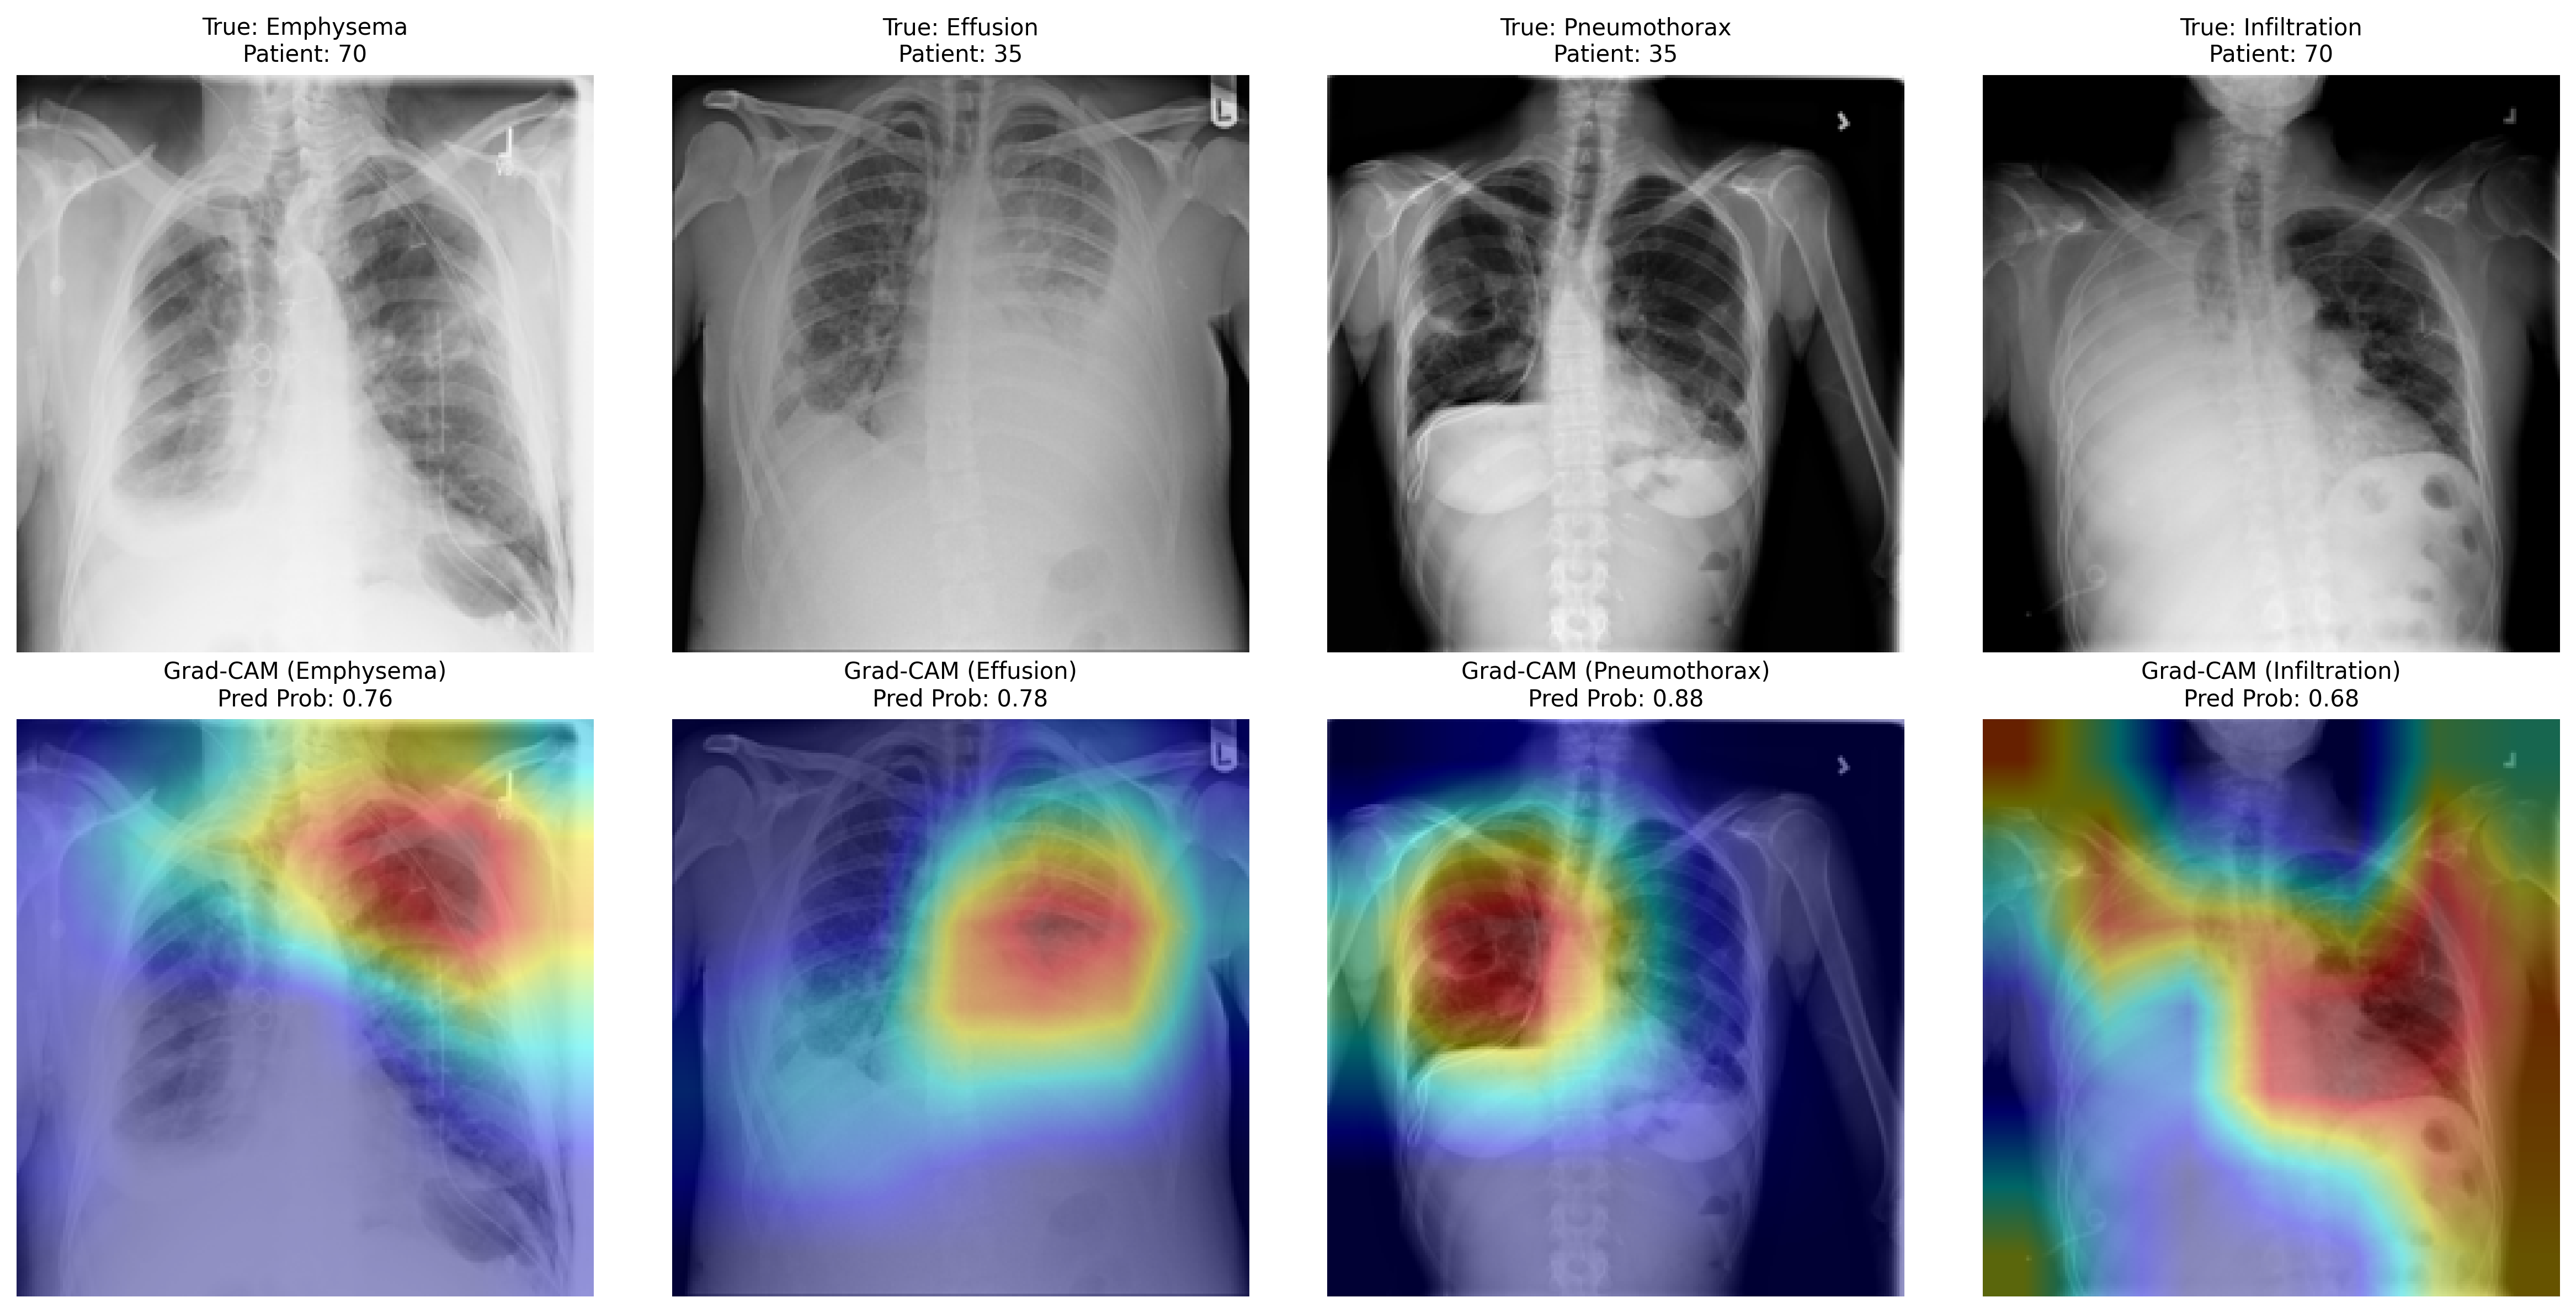 True: Emphysema
Patient: 70
True: Effusion
Patient: 35
True: Pneumothorax
Patient: 35
True: Infiltration
Patient: 70
L
L
Grad-CAM (Emphysema)
Pred Prob: 0.76
Grad-CAM (Effusion)
Pred Prob: 0.78
Grad-CAM (Pneumothorax)
Pred Prob: 0.88
Grad-CAM (Infiltration)
Pred Prob: 0.68
L
L